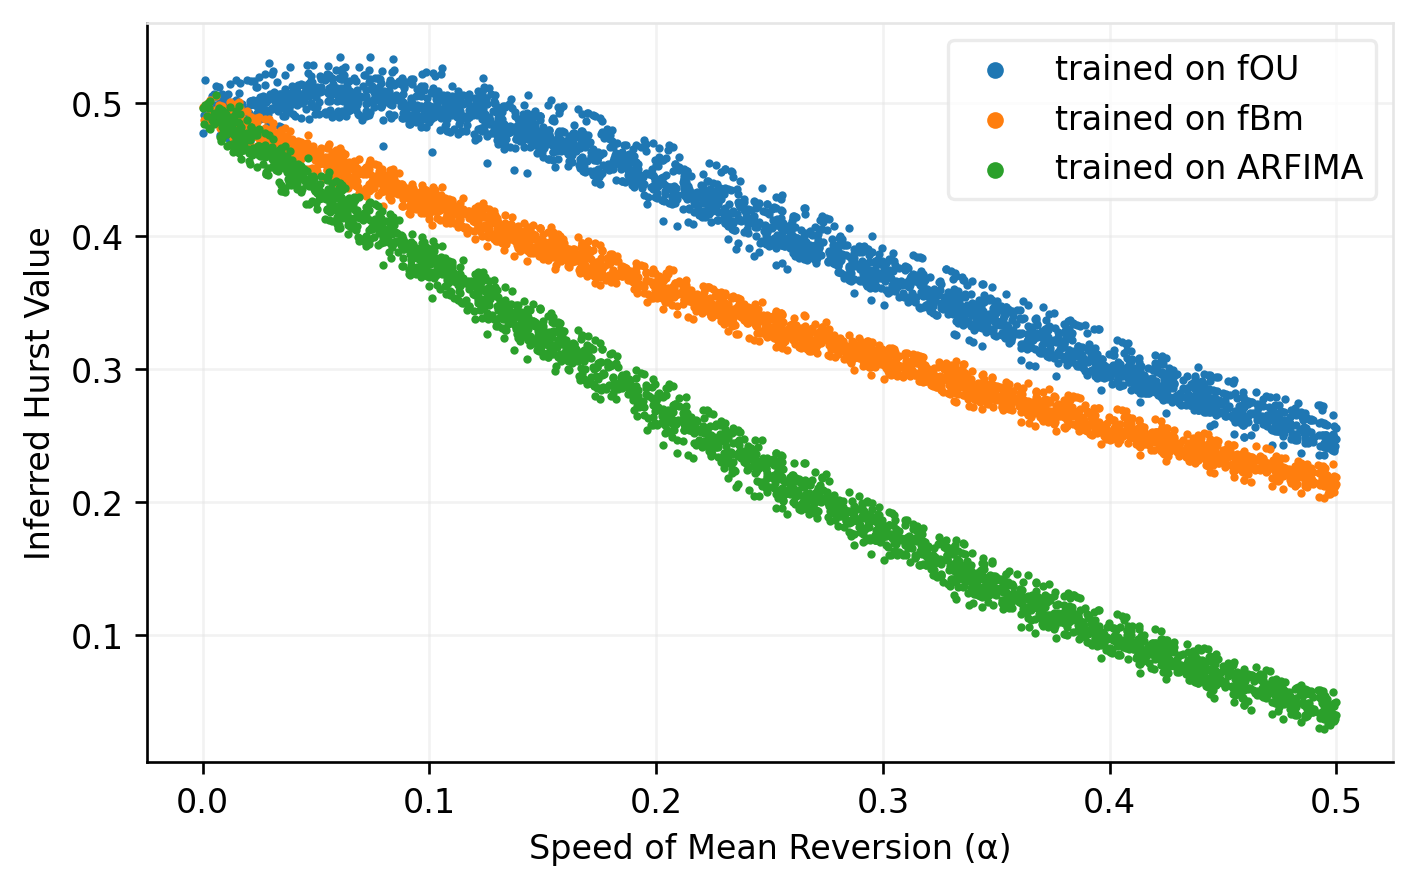 trained on fOU
trained on fBm
trained on ARFIMA
0.5
0.4
0.3
0.2
0.1
Inferred Hurst Value
0.0 0.1 0.2 0.3 0.4 0.5
Speed of Mean Reversion (α)